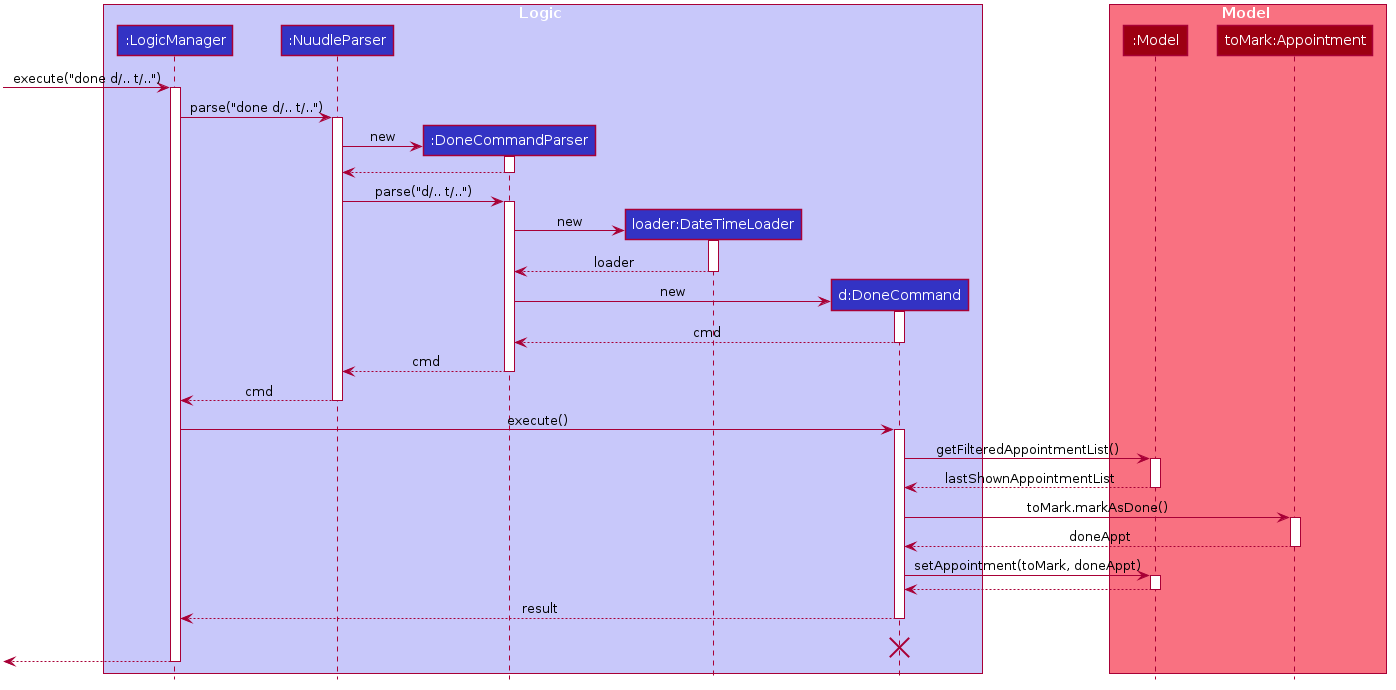 Logic
Model
:LogicManager
:NuudleParser
:Model
toMark:Appointment
execute("done d/.. t/..")
parse("done d/.. t/..")
new
:DoneCommandParser
parse("d/.. t/..")
new
loader:DateTimeLoader
loader
new
d:DoneCommand
cmd
cmd
cmd
execute()
getFilteredAppointmentList()
lastShownAppointmentList
toMark.markAsDone()
doneAppt
setAppointment(toMark, doneAppt)
result